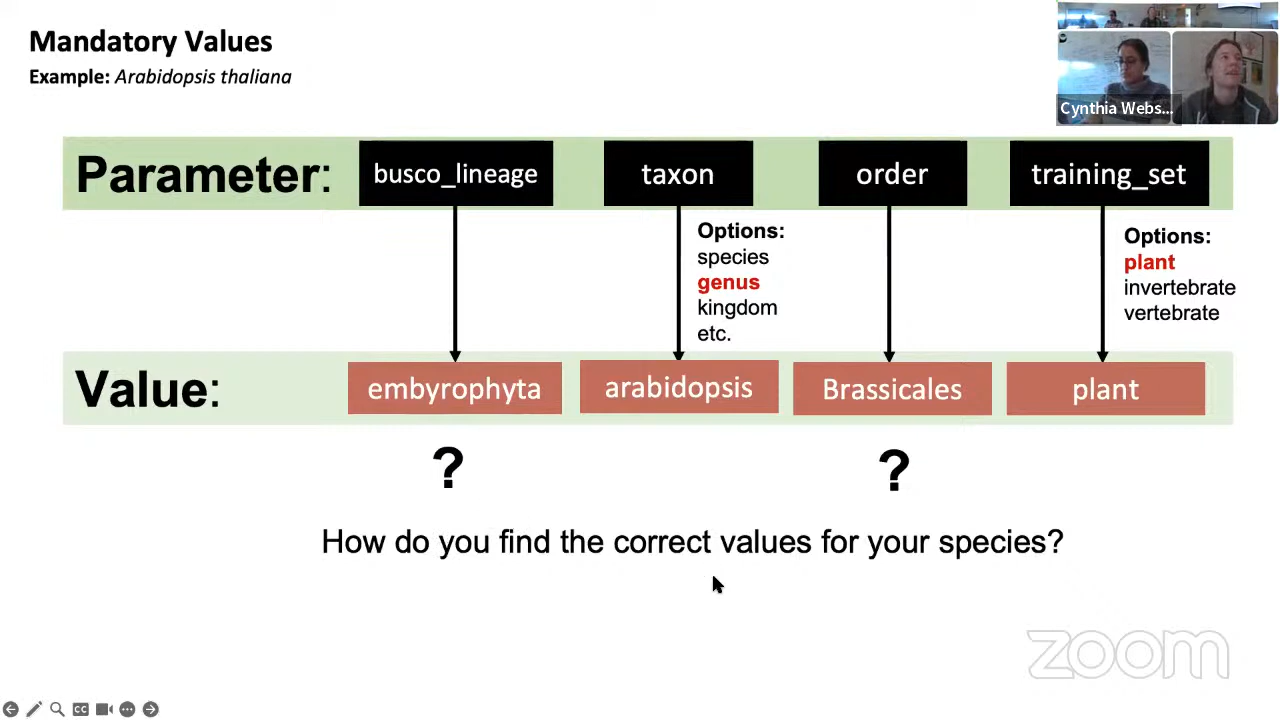 Mandatory Values
Example: Arabidopsis thaliana
Cynthia Webs...
Parameter:
busco_lineage
taxon
order
training_set
Options:
species
genus
kingdom
etc.
Options:
plant
invertebrate
vertebrate
Value:
embyrophyta
arabidopsis
Brassicales
plant
?
?
How do you find the correct values for your species?
zoom
CC